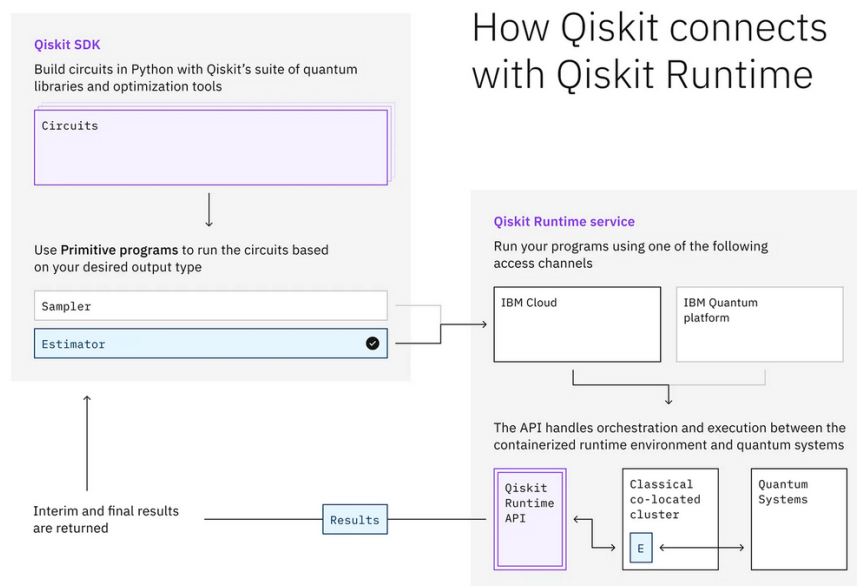 How Qiskit connects
with Qiskit Runtime
Qiskit SDK
Build circuits in Python with Qiskit’s suite of quantum
libraries and optimization tools
Circuits
Use Primitive programs to run the circuits based
on your desired output type
Sampler
Estimator
Qiskit Runtime service
Run your programs using one of the following
access channels
IBM Cloud
IBM Quantum
platform
The API handles orchestration and execution between the
containerized runtime environment and quantum systems
Qiskit
Runtime
API
Classical
co-located
cluster
E
Quantum
Systems
Results
Interim and final results
are returned